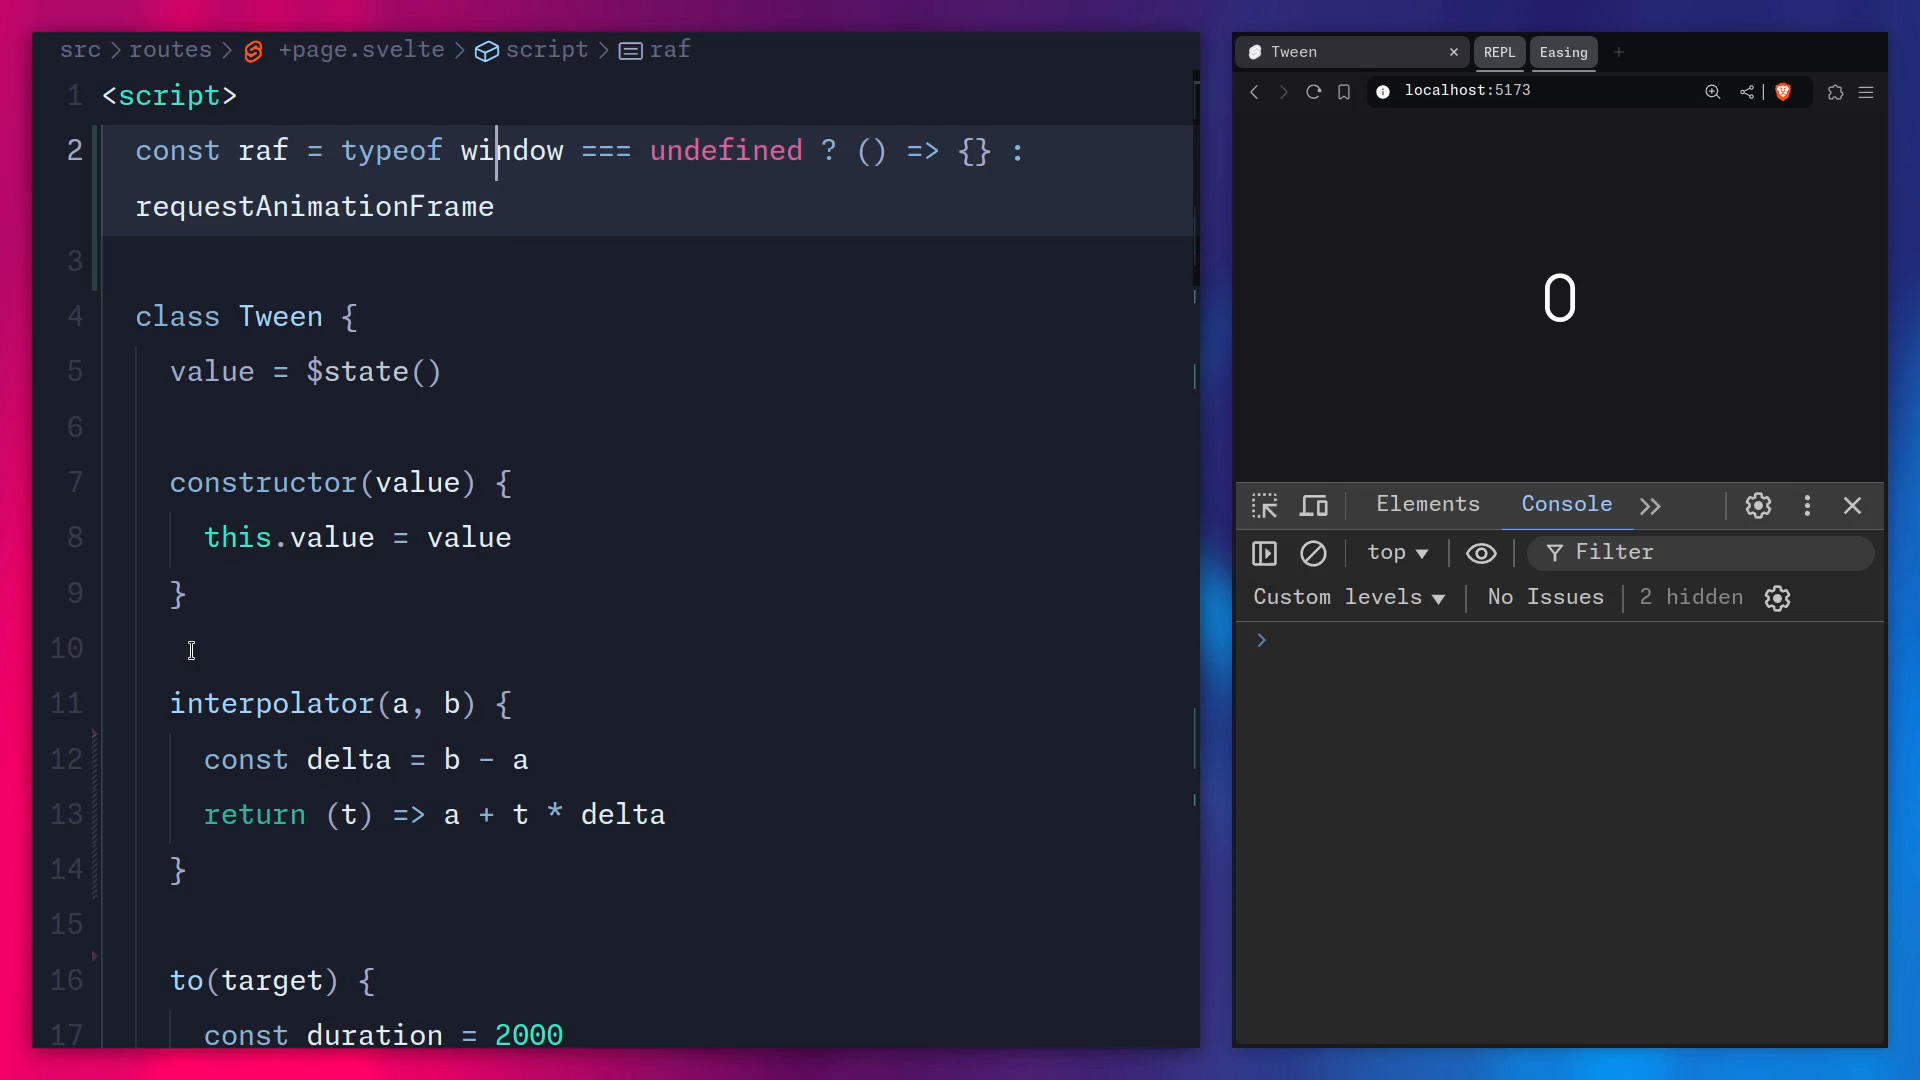 src > routes > +page.svelte > script > raf
1 <script>
2 const raf = typeof window === undefined ? () => {} :
requestAnimationFrame
3
4 class Tween {
5 value = $state()
6
7 constructor(value) {
8 this.value = value
9 }
10
11 interpolator(a, b) {
12 const delta = b - a
13 return (t) => a + t * delta
14 }
15
16 to(target) {
17 const duration = 2000
Tween × REPL Easing +
localhost:5173
0
Elements Console
top Filter
Custom levels No Issues 2 hidden
>